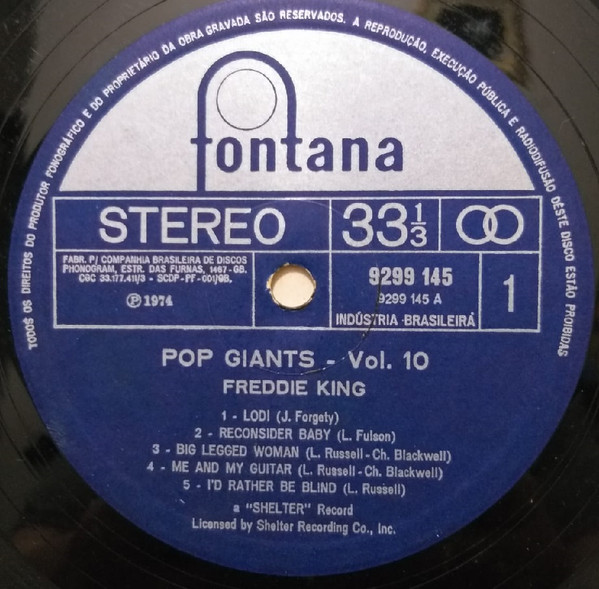 TODOS OS DIREITOS DO PRODUTOR FONOGRÁFICO E DO PROPRIETÁRIO DA OBRA GRAVADA SÃO RESERVADOS. A REPRODUÇÃO, EXECUÇÃO PÚBLICA E RADIODIFUSÃO DÊSTE DISCO ESTÃO PROIBIDAS
fontana
STEREO
33 1/3
FABR. P/ COMPANHIA BRASILEIRA DE DISCOS
PHONOGRAM, ESTR. DAS FURNAS, 1467-GB.
CGC 33.177.411/3 - SCDP-PF-001/GB.
Ⓟ 1974
9299 145
9299 145 A
INDÚSTRIA BRASILEIRA
1
POP GIANTS - Vol. 10
FREDDIE KING
1 - LODI (J. Forgety)
2 - RECONSIDER BABY (L. Fulson)
3 - BIG LEGGED WOMAN (L. Russell-Ch. Blackwell)
4 - ME AND MY GUITAR (L. Russell-Ch. Blackwell)
5 - I'D RATHER BE BLIND (L. Russell)
a "SHELTER" Record
Licensed by Shelter Recording Co., Inc.